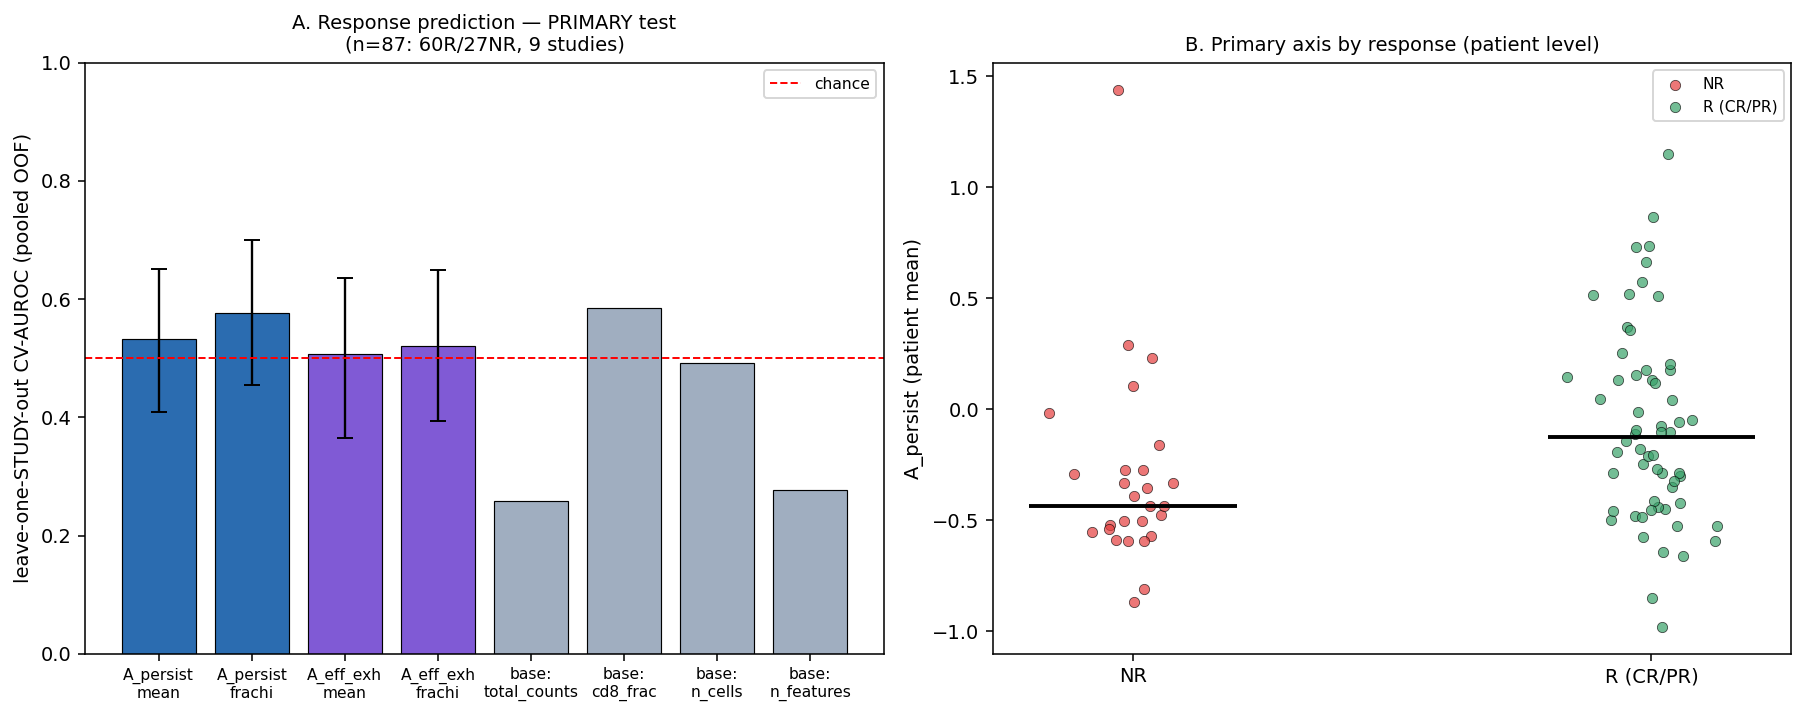 A. Response prediction — PRIMARY test
(n=87: 60R/27NR, 9 studies)
leave-one-STUDY-out CV-AUROC (pooled OOF)
1.0
0.8
0.6
0.4
0.2
0.0
chance
A_persist
mean
A_persist
frachi
A_eff_exh
mean
A_eff_exh
frachi
base:
total_counts
base:
cd8_frac
base:
n_cells
base:
n_features
B. Primary axis by response (patient level)
A_persist (patient mean)
1.5
1.0
0.5
0.0
−0.5
−1.0
NR
R (CR/PR)
NR
R (CR/PR)